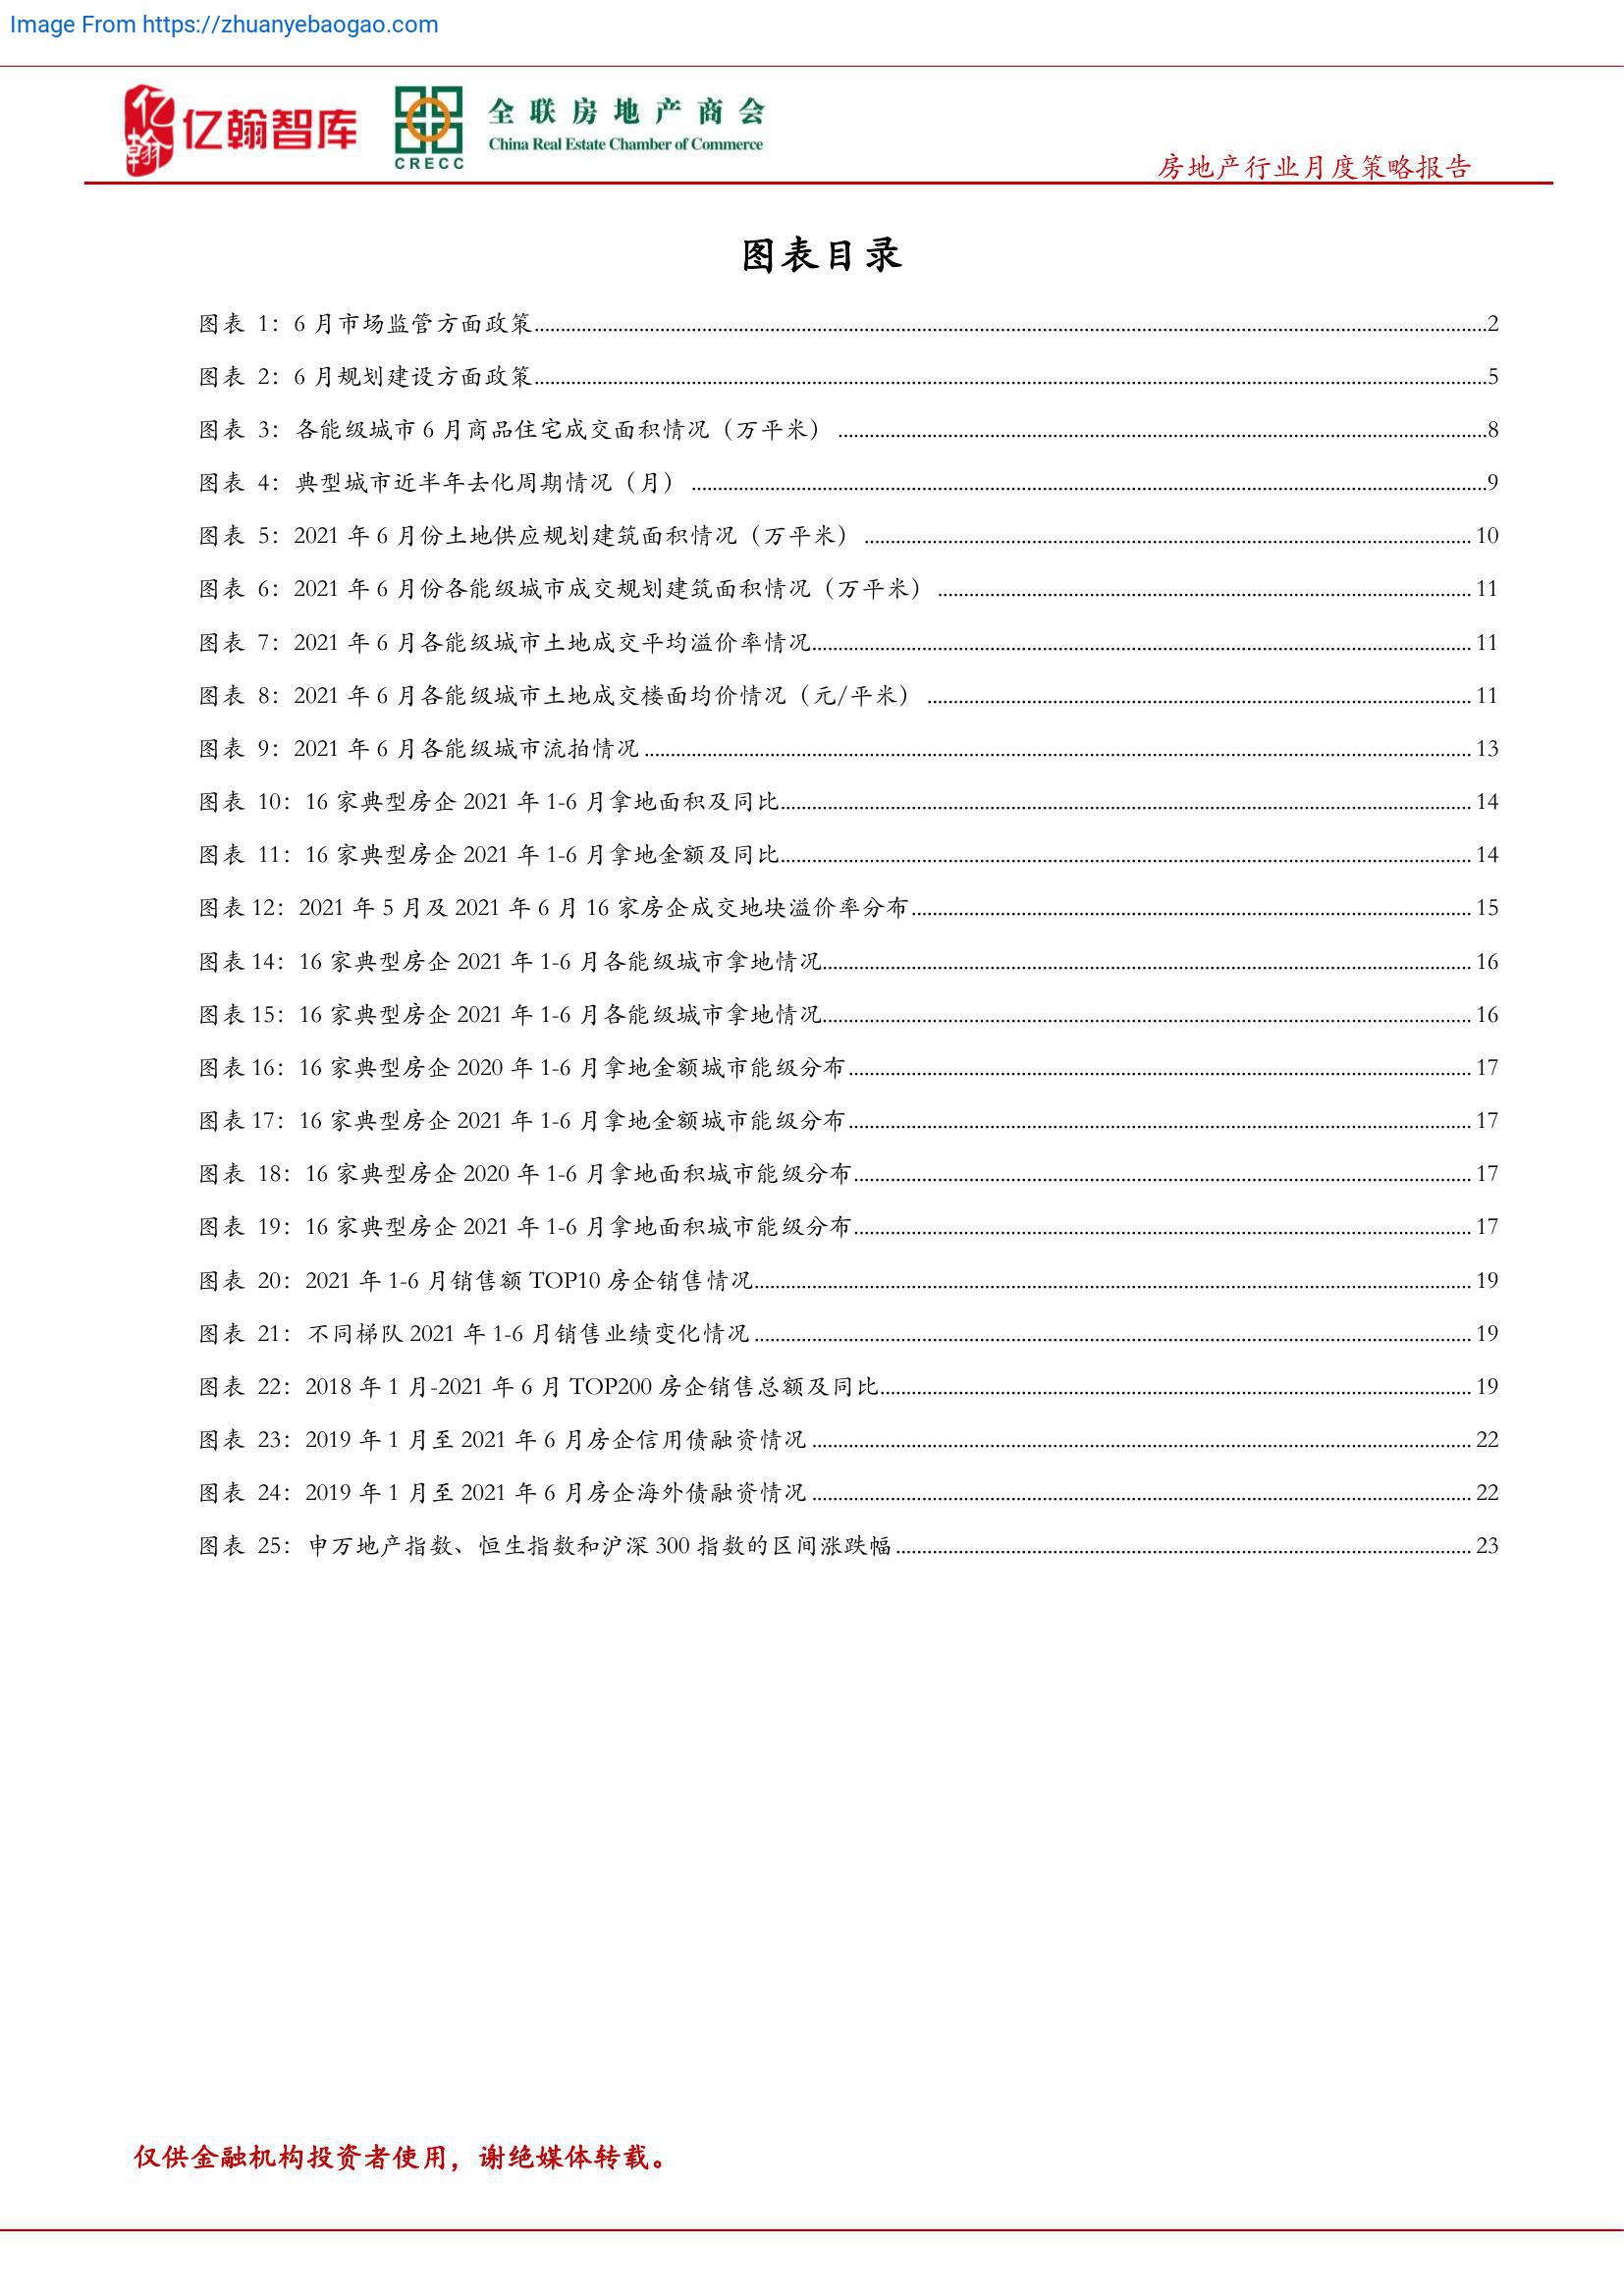 Image From https://zhuanyebaogao.com
亿翰
亿翰智库
CRECC
全联房地产商会
China Real Estate Chamber of Commerce
房地产行业月度策略报告
图表目录
图表 1：6 月市场监管方面政策 2
图表 2：6 月规划建设方面政策 5
图表 3：各能级城市 6 月商品住宅成交面积情况（万平米） 8
图表 4：典型城市近半年去化周期情况（月） 9
图表 5：2021 年 6 月份土地供应规划建筑面积情况（万平米） 10
图表 6：2021 年 6 月份各能级城市成交规划建筑面积情况（万平米） 11
图表 7：2021 年 6 月各能级城市土地成交平均溢价率情况 11
图表 8：2021 年 6 月各能级城市土地成交楼面均价情况（元/平米） 11
图表 9：2021 年 6 月各能级城市流拍情况 13
图表 10：16 家典型房企 2021 年 1-6 月拿地面积及同比 14
图表 11：16 家典型房企 2021 年 1-6 月拿地金额及同比 14
图表 12：2021 年 5 月及 2021 年 6 月 16 家房企成交地块溢价率分布 15
图表 14：16 家典型房企 2021 年 1-6 月各能级城市拿地情况 16
图表 15：16 家典型房企 2021 年 1-6 月各能级城市拿地情况 16
图表 16：16 家典型房企 2020 年 1-6 月拿地金额城市能级分布 17
图表 17：16 家典型房企 2021 年 1-6 月拿地金额城市能级分布 17
图表 18：16 家典型房企 2020 年 1-6 月拿地面积城市能级分布 17
图表 19：16 家典型房企 2021 年 1-6 月拿地面积城市能级分布 17
图表 20：2021 年 1-6 月销售额 TOP10 房企销售情况 19
图表 21：不同梯队 2021 年 1-6 月销售业绩变化情况 19
图表 22：2018 年 1 月-2021 年 6 月 TOP200 房企销售总额及同比 19
图表 23：2019 年 1 月至 2021 年 6 月房企信用债融资情况 22
图表 24：2019 年 1 月至 2021 年 6 月房企海外债融资情况 22
图表 25：申万地产指数、恒生指数和沪深 300 指数的区间涨跌幅 23
仅供金融机构投资者使用，谢绝媒体转载。